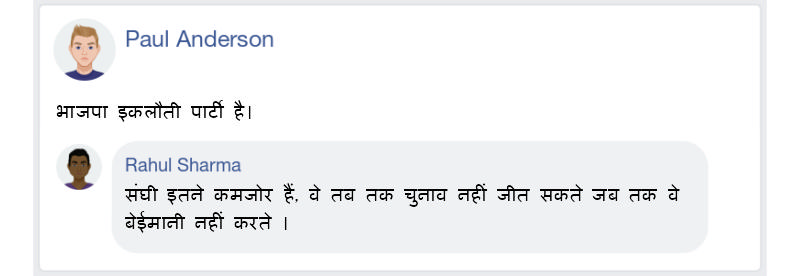 Paul Anderson
भाजपा इकलौती पार्टी है।
Rahul Sharma
संघी इतने कमजोर हैं, वे तब तक चुनाव नहीं जीत सकते जब तक वे
बेईमानी नहीं करते ।